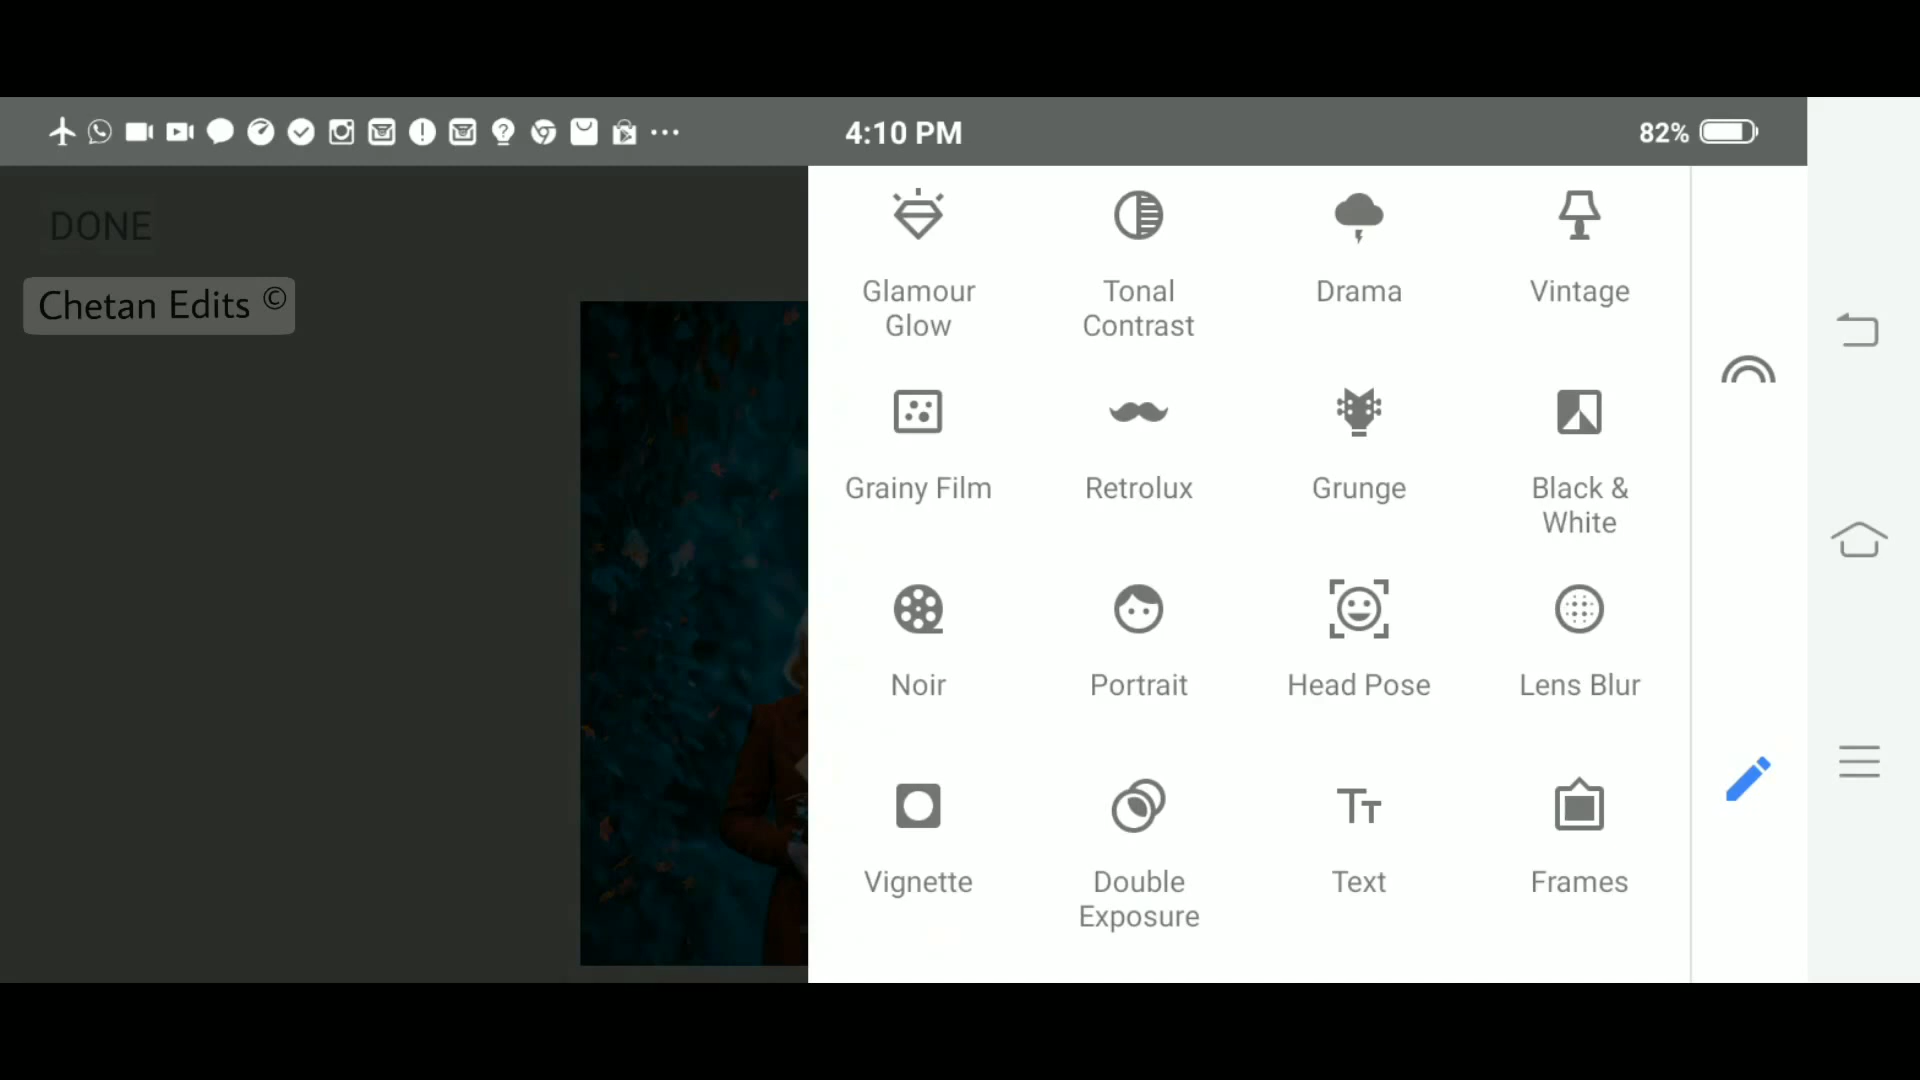 4:10 PM
82%
DONE
Chetan Edits ©
Glamour
Glow
Tonal
Contrast
Drama
Vintage
Grainy Film
Retrolux
Grunge
Black &
White
Noir
Portrait
Head Pose
Lens Blur
Vignette
Double
Exposure
Text
Frames